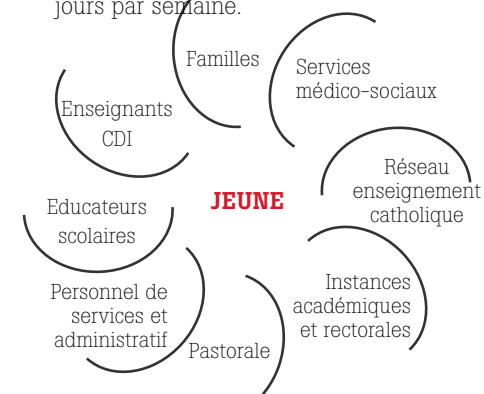 jours par semaine.
Familles
Services
médico-sociaux
Enseignants
CDI
Réseau
enseignement
catholique
JEUNE
Educateurs
scolaires
Instances
académiques
et rectorales
Personnel de
services et
administratif
Pastorale